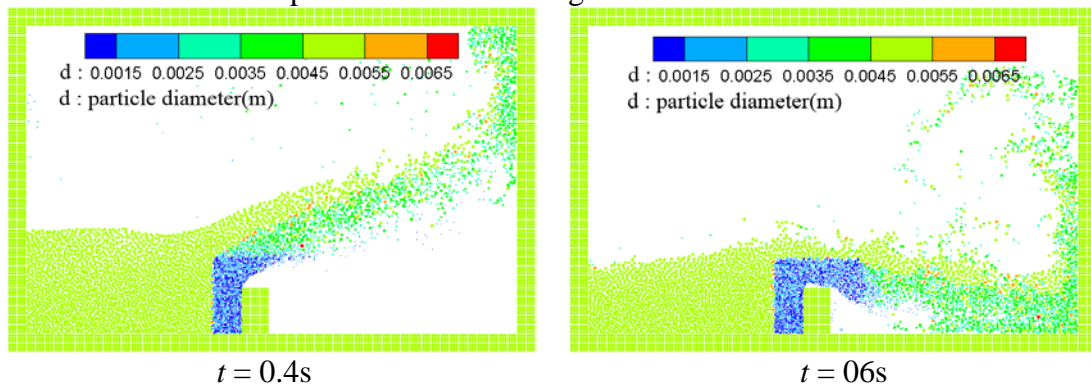 d : 0.0015 0.0025 0.0035 0.0045 0.0055 0.0065
d : particle diameter(m)
d : 0.0015 0.0025 0.0035 0.0045 0.0055 0.0065
d : particle diameter(m)
t = 0.4s
t = 06s